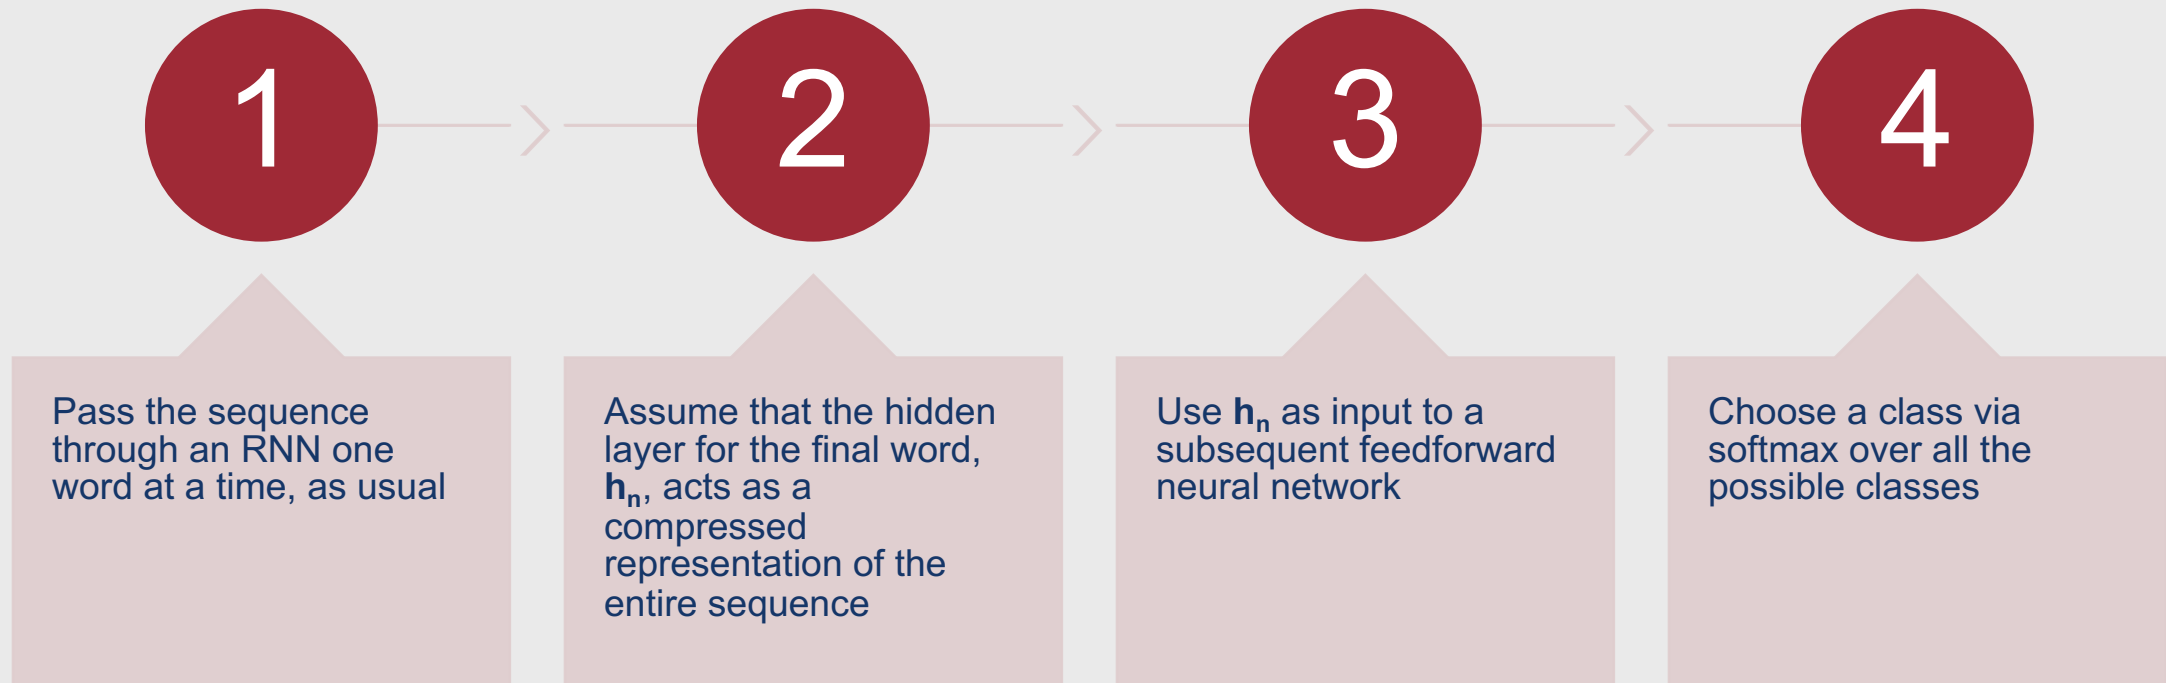 1
2
3
4
Pass the sequence
through an RNN one
word at a time, as usual
Assume that the hidden
layer for the final word,
hₙ, acts as a
compressed
representation of the
entire sequence
Use hₙ as input to a
subsequent feedforward
neural network
Choose a class via
softmax over all the
possible classes